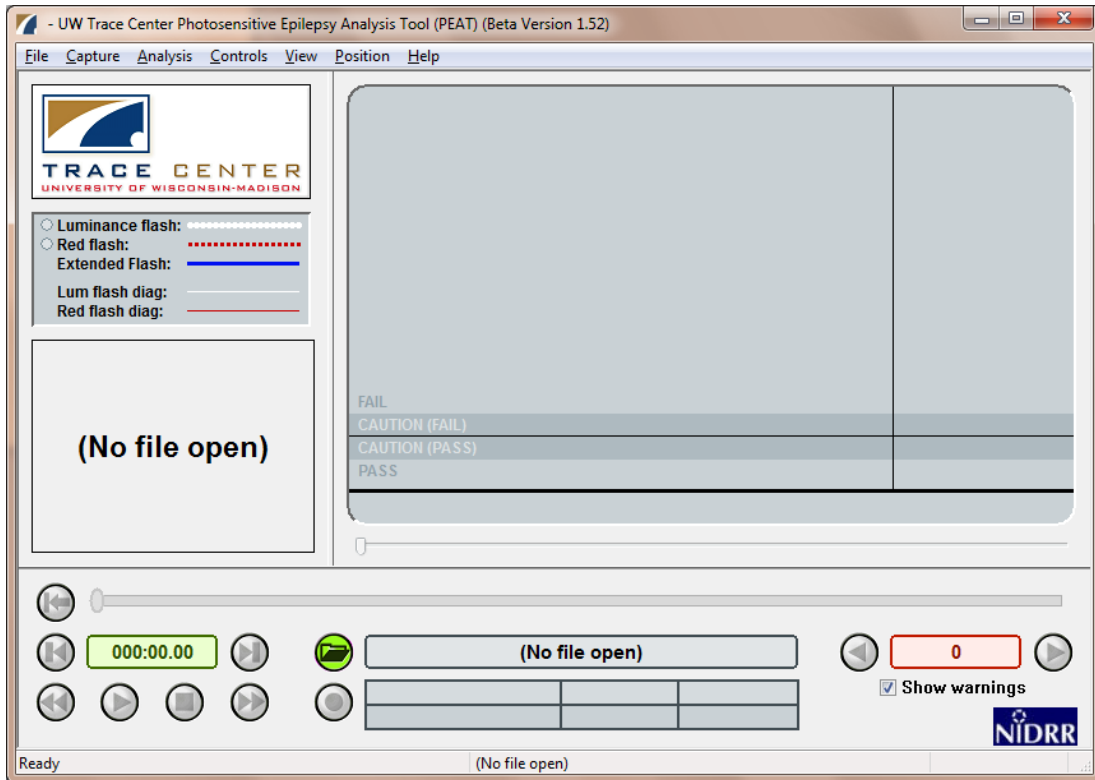 - UW Trace Center Photosensitive Epilepsy Analysis Tool (PEAT) (Beta Version 1.52)
File Capture Analysis Controls View Position Help
TRACE CENTER
UNIVERSITY OF WISCONSIN-MADISON
Luminance flash:
Red flash:
Extended Flash:
Lum flash diag:
Red flash diag:
(No file open)
FAIL
CAUTION (FAIL)
CAUTION (PASS)
PASS
000:00.00
(No file open)
0
Show warnings
NIDRR
Ready
(No file open)